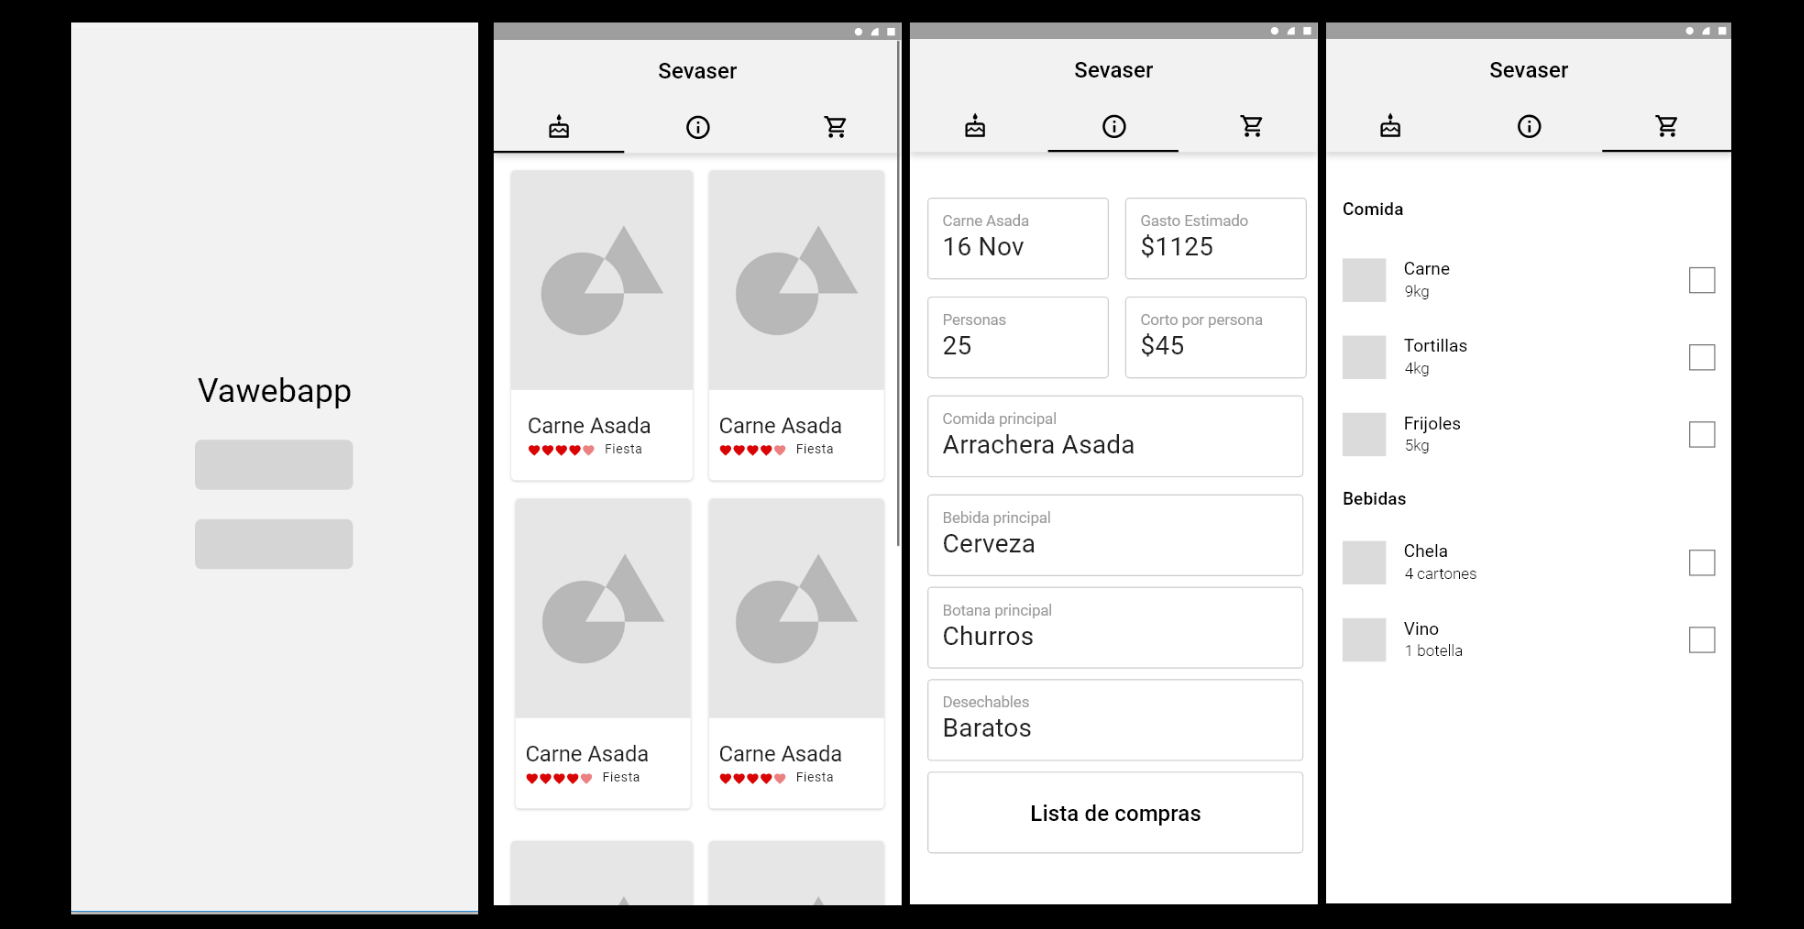 Vawebapp
Sevaser
Carne Asada
Fiesta
Carne Asada
Fiesta
Carne Asada
Fiesta
Carne Asada
Fiesta
Sevaser
Carne Asada
16 Nov
Gasto Estimado
$1125
Personas
25
Corto por persona
$45
Comida principal
Arrachera Asada
Bebida principal
Cerveza
Botana principal
Churros
Desechables
Baratos
Lista de compras
Sevaser
Comida
Carne
9kg
Tortillas
4kg
Frijoles
5kg
Bebidas
Chela
4 cartones
Vino
1 botella